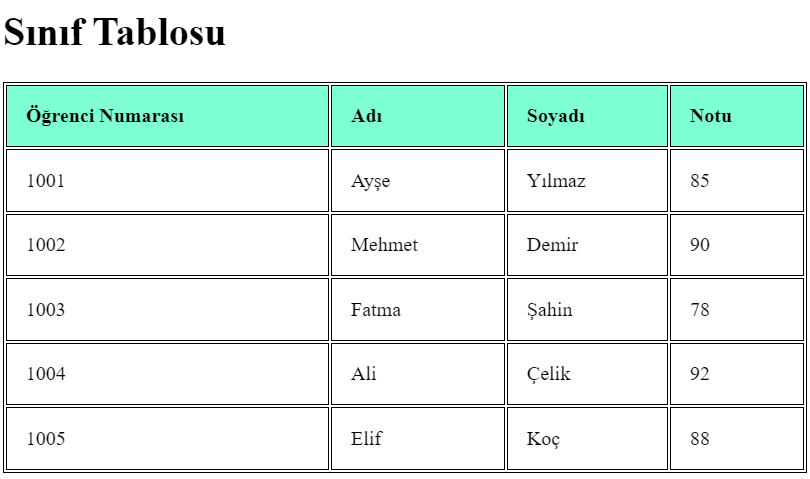 Sınıf Tablosu
Öğrenci Numarası Adı Soyadı Notu
1001 Ayşe Yılmaz 85
1002 Mehmet Demir 90
1003 Fatma Şahin 78
1004 Ali Çelik 92
1005 Elif Koç 88